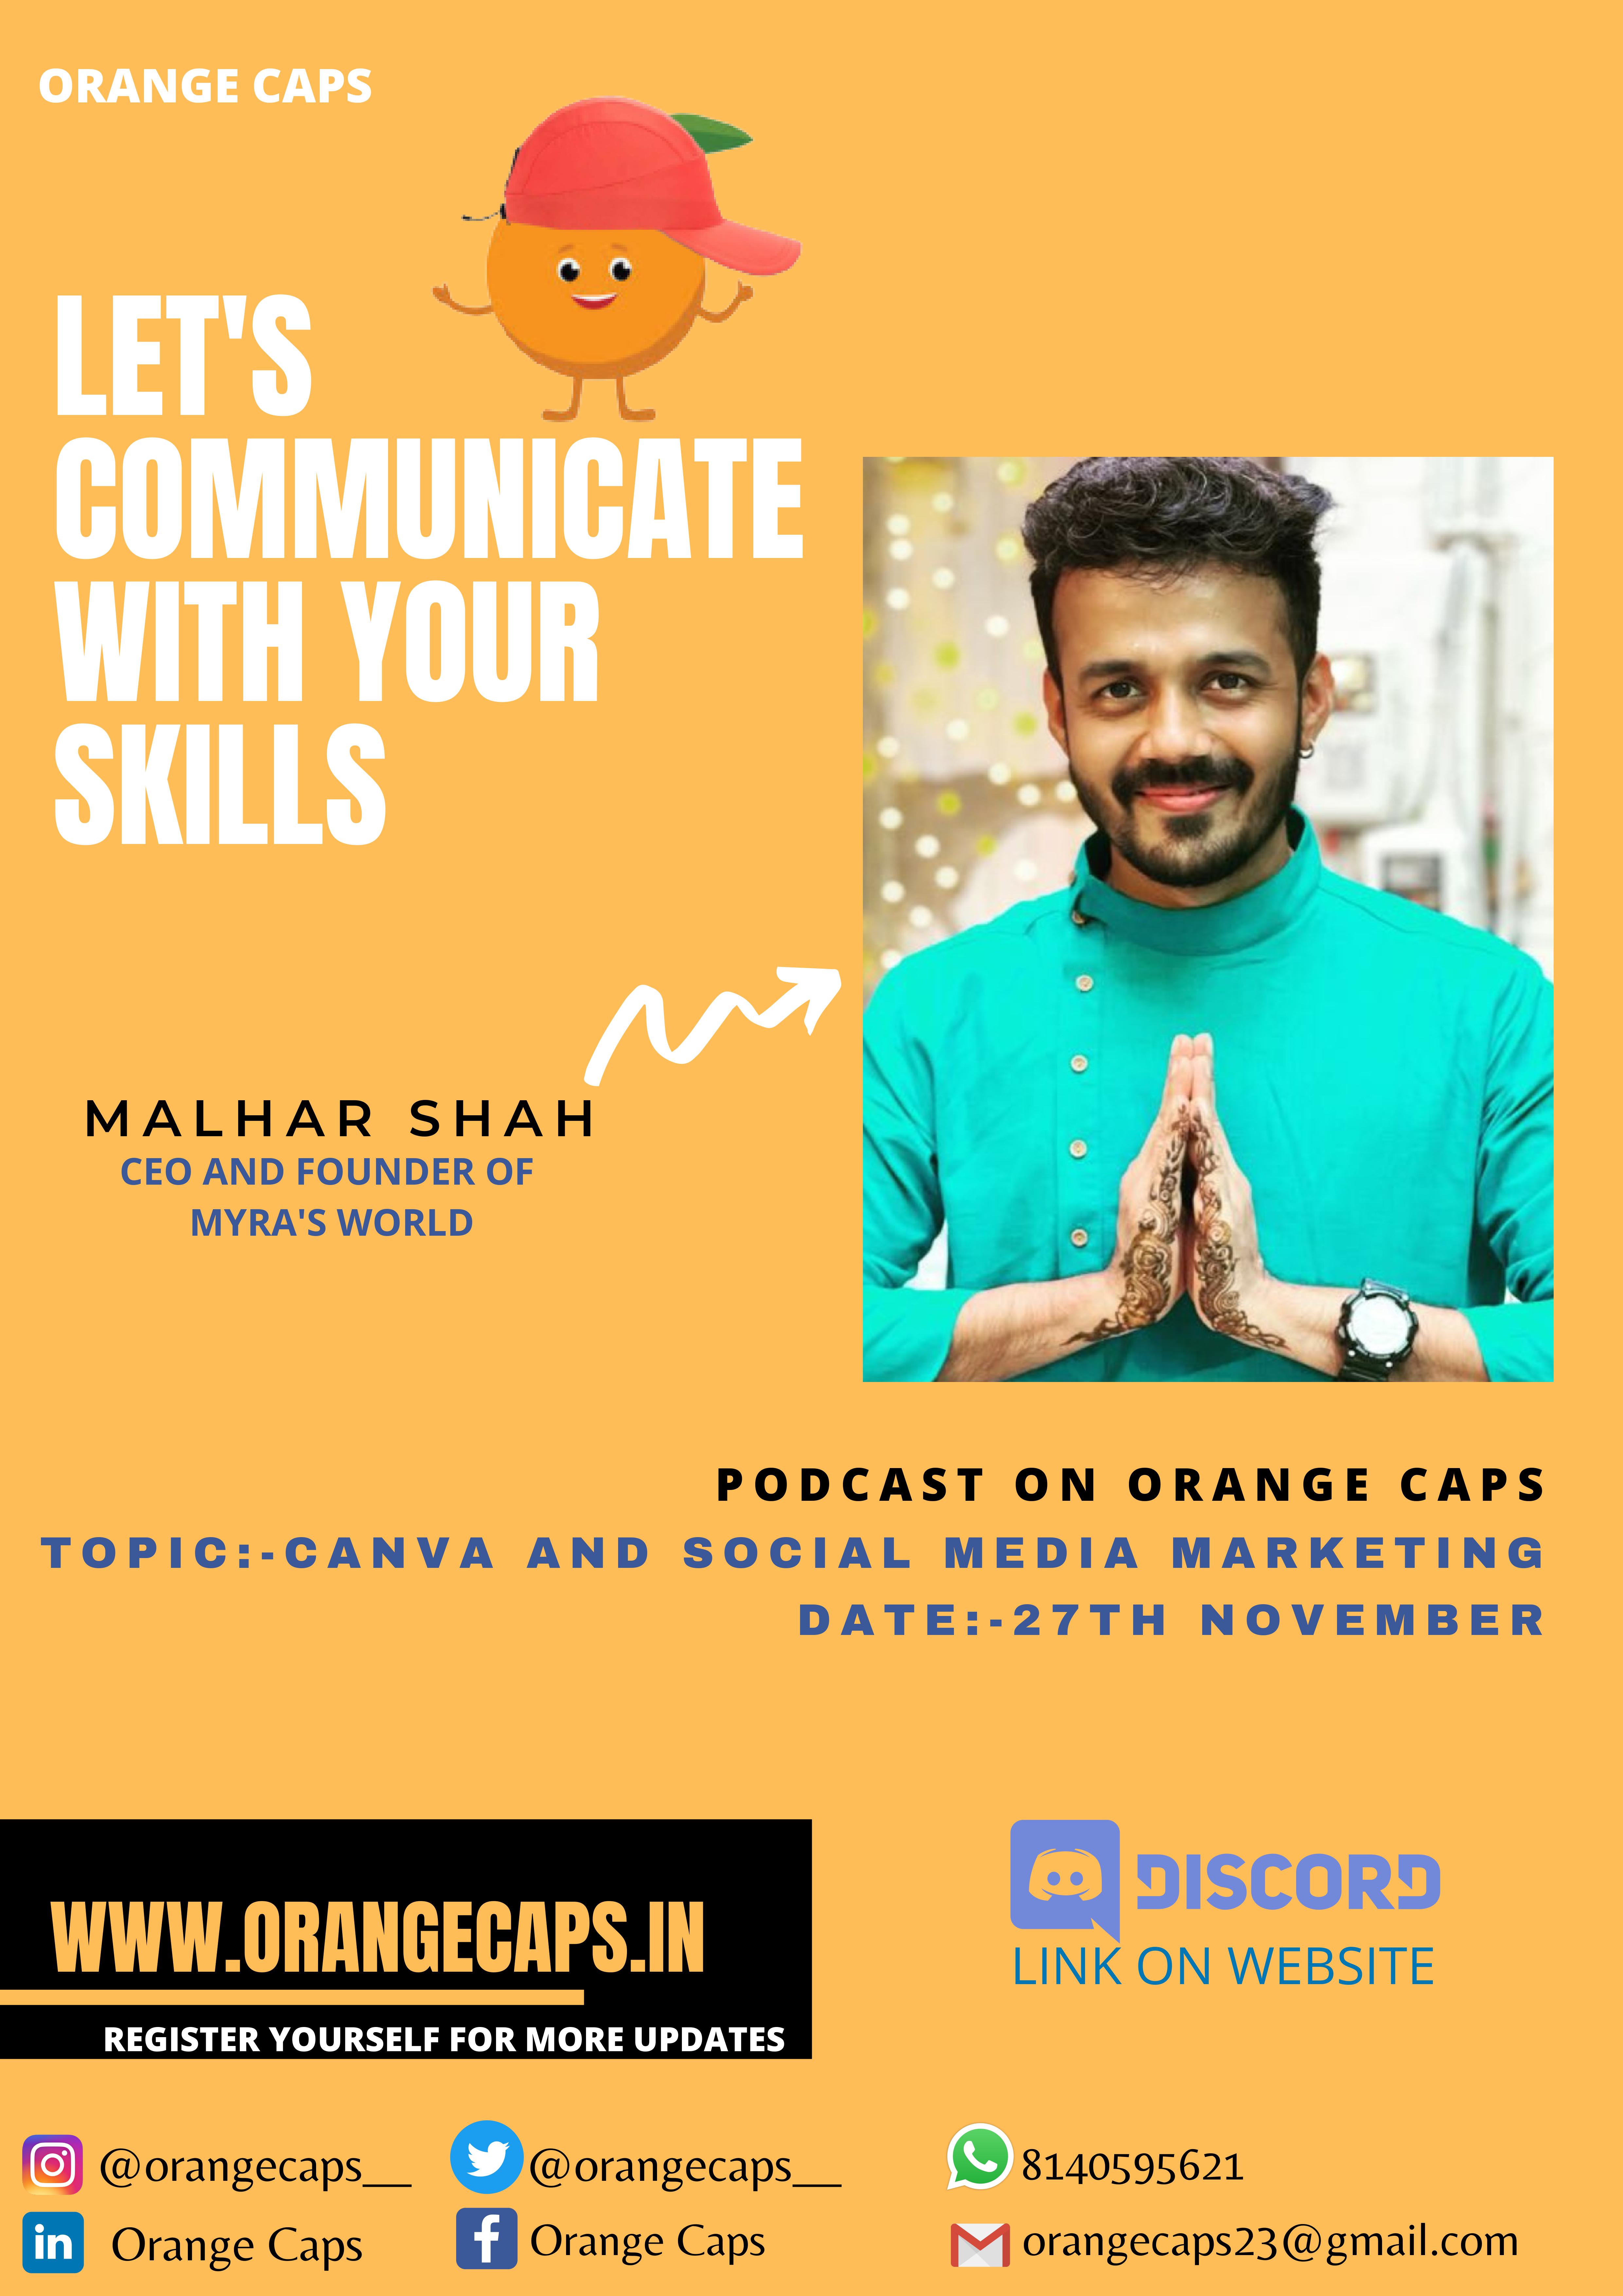 ORANGE CAPS
LET'S
COMMUNICATE
WITH YOUR
SKILLS
MALHAR SHAH
CEO AND FOUNDER OF
MYRA'S WORLD
PODCAST ON ORANGE CAPS
TOPIC:-CANVA AND SOCIAL MEDIA MARKETING
DATE:-27TH NOVEMBER
WWW.ORANGECAPS.IN
REGISTER YOURSELF FOR MORE UPDATES
DISCORD
LINK ON WEBSITE
@orangecaps__
@orangecaps__
8140595621
in Orange Caps
f Orange Caps
orangecaps23@gmail.com